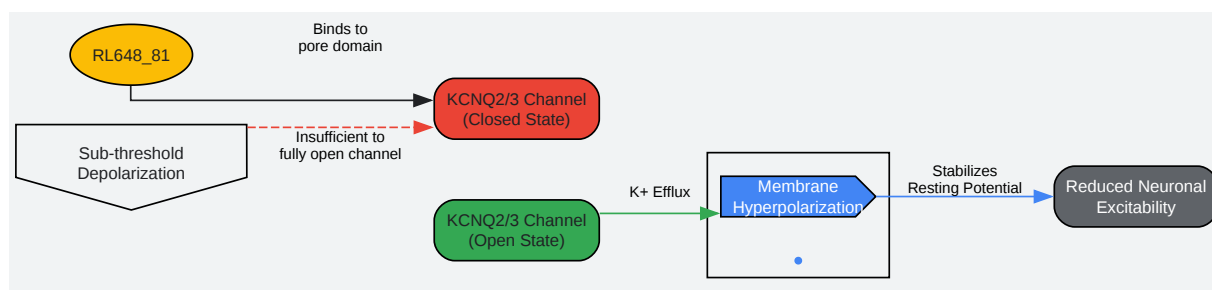 RL648_81
Binds to
pore domain
KCNQ2/3 Channel
(Closed State)
Insufficient to
fully open channel
Sub-threshold
Depolarization
KCNQ2/3 Channel
(Open State)
K+ Efflux
Membrane
Hyperpolarization
Stabilizes
Resting Potential
Reduced Neuronal
Excitability